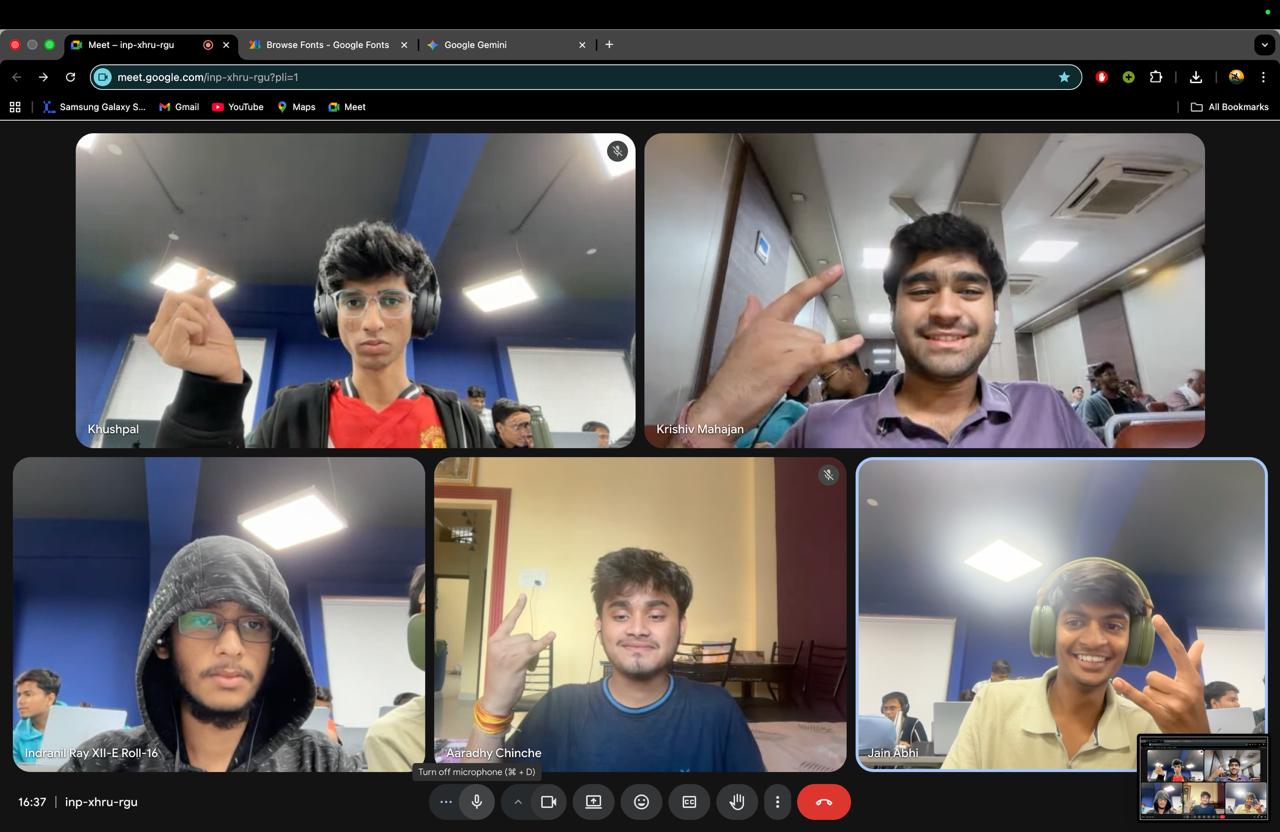 Meet – inp-xhru-rgu
Browse Fonts - Google Fonts
Google Gemini
meet.google.com/inp-xhru-rgu?pli=1
Samsung Galaxy S...
Gmail
YouTube
Maps
Meet
All Bookmarks
Khushpal
Krishiv Mahajan
Indranil Ray XII-E Roll-16
Aaradhy Chinche
Jain Abhi
Turn off microphone (⌘ + D)
16:37 | inp-xhru-rgu
CC